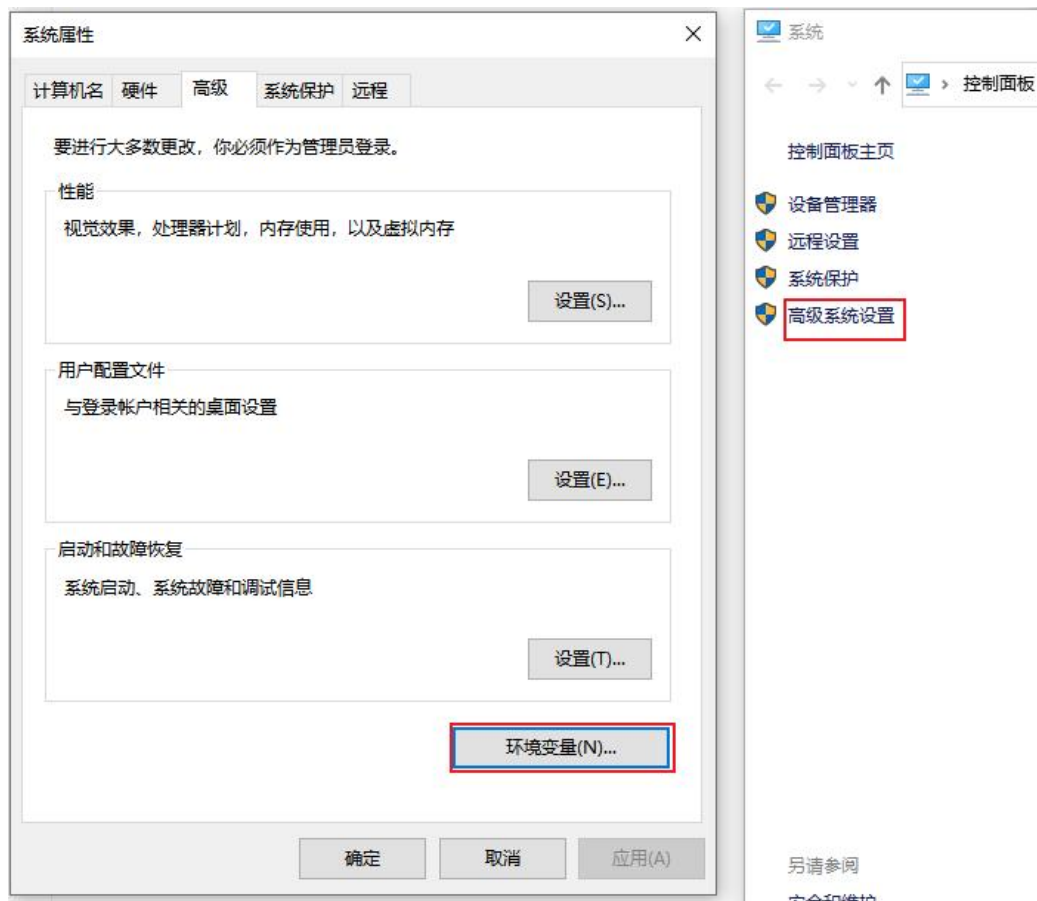 系统属性
计算机名 硬件 高级 系统保护 远程
要进行大多数更改，你必须作为管理员登录。
性能
视觉效果，处理器计划，内存使用，以及虚拟内存
设置(S)...
用户配置文件
与登录帐户相关的桌面设置
设置(E)...
启动和故障恢复
系统启动、系统故障和调试信息
设置(T)...
环境变量(N)...
确定 取消 应用(A)
系统
控制面板
控制面板主页
设备管理器
远程设置
系统保护
高级系统设置
另请参阅
安全和维护